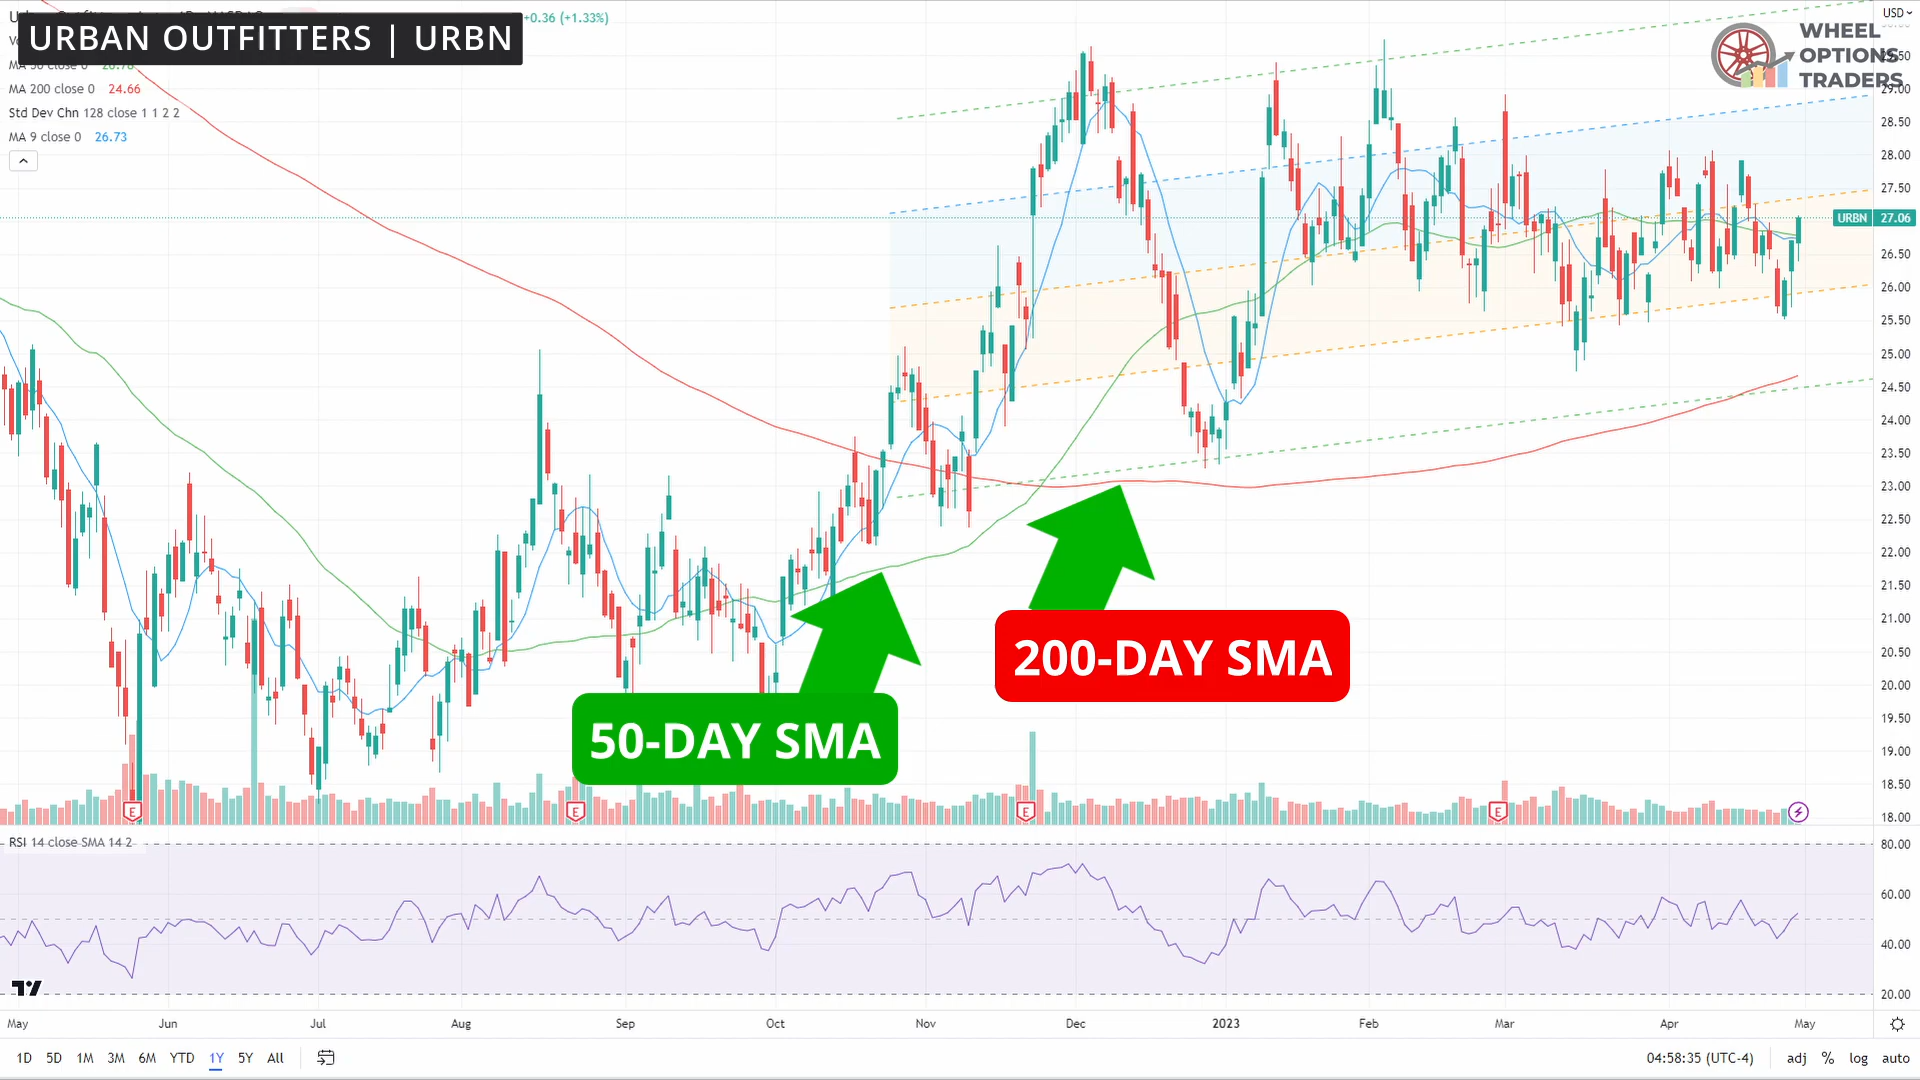 +0.36 (+1.33%)
URBAN OUTFITTERS | URBN
MA 200 close 0 24.66
Std Dev Chn 128 close 1 1 2 2
MA 9 close 0 26.73
USD
WHEEL
OPTIONS
TRADERS
29.00
28.50
28.00
27.50
URBN 27.06
26.50
26.00
25.50
25.00
24.50
24.00
23.50
23.00
22.50
22.00
21.50
21.00
20.50
20.00
19.50
19.00
18.50
18.00
200-DAY SMA
50-DAY SMA
E
E
E
E
RSI 14 close SMA 14 2
80.00
60.00
40.00
20.00
May Jun Jul Aug Sep Oct Nov Dec 2023 Feb Mar Apr May
1D 5D 1M 3M 6M YTD 1Y 5Y All
04:58:35 (UTC-4) adj % log auto